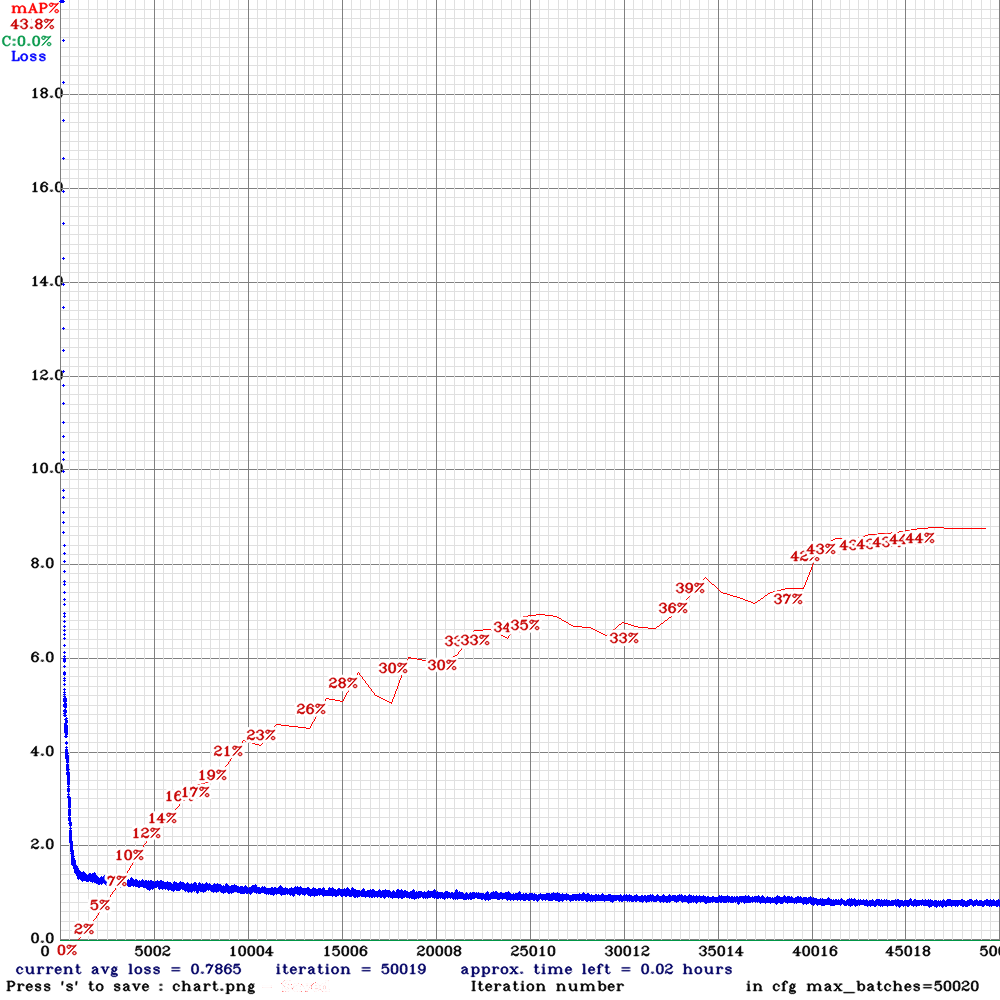 mAP%
43.8%
C:0.0%
Loss
18.0
16.0
14.0
12.0
10.0
8.0
6.0
4.0
2.0
0.0
0% 2% 5% 7% 10% 12% 14% 17% 19% 21% 23% 26% 28% 30% 30% 33% 35% 33% 36% 39% 37% 43% 44%
0 5002 10004 15006 20008 25010 30012 35014 40016 45018
current avg loss = 0.7865 iteration = 50019 approx. time left = 0.02 hours
Press 's' to save : chart.png Iteration number in cfg max_batches=50020